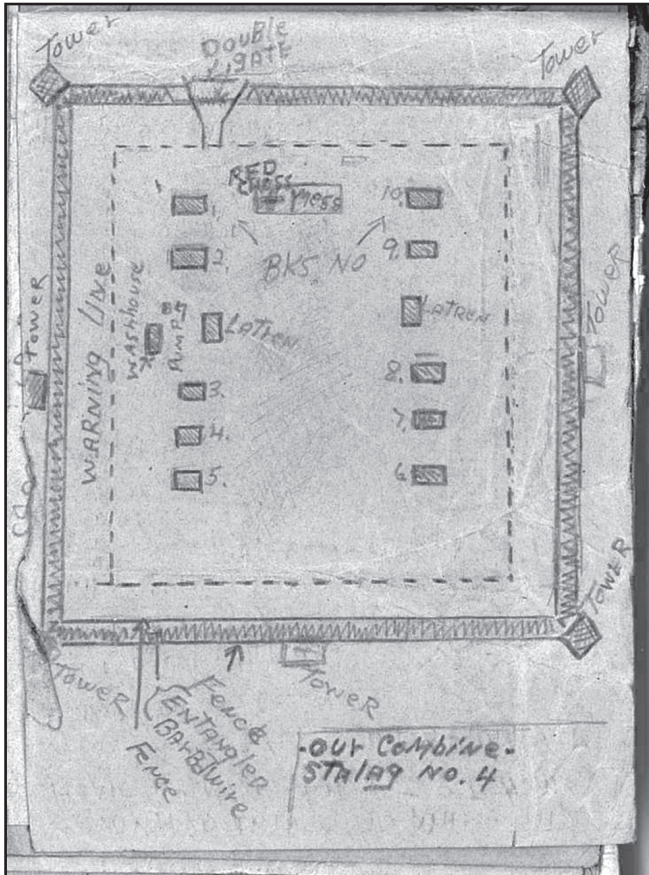 Tower
DOUBLE
GATE
Tower
RED
CROSS
MESS
1.
10.
BKS. NO
2.
9.
WARNING LINE
WASHHOUSE
PUMP
LATREN
LATREN
TOWER
TOWER
3.
8.
4.
7.
5.
6.
TOWER
TOWER
TOWER
FENCE
ENTANGLER
BARBWIRE
FENCE
-OUR COMBINE-
STALAG NO. 4